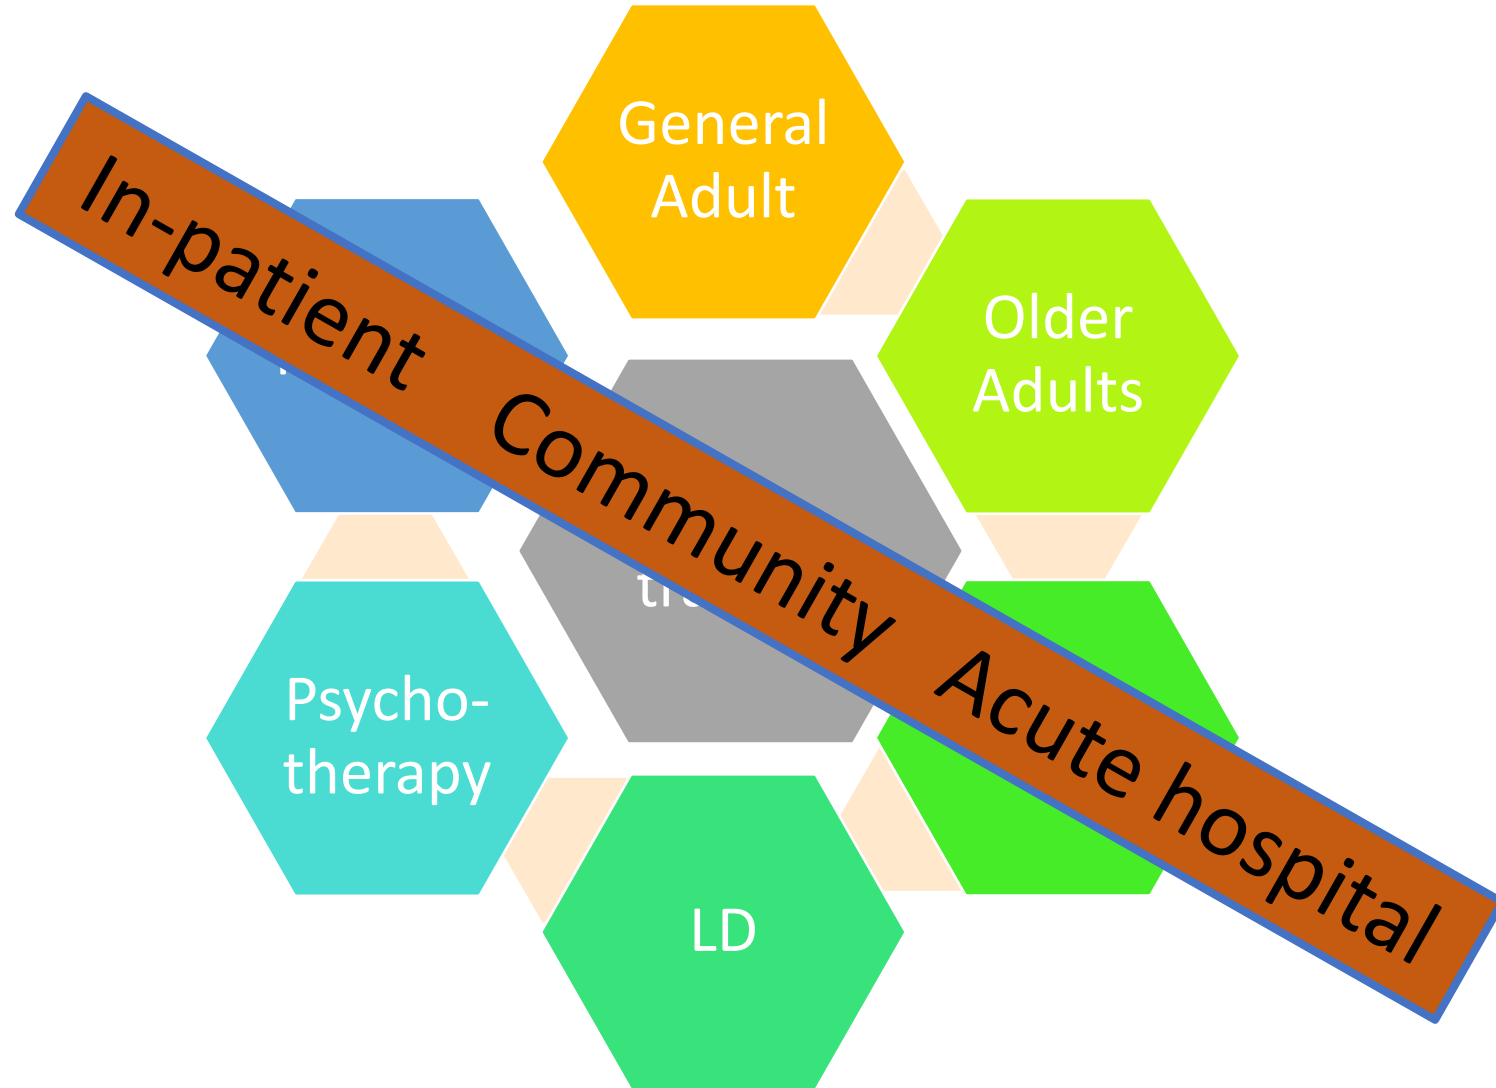 General
Adult
Older
Adults
In-patient Community Acute hospital
Psycho-
therapy
LD